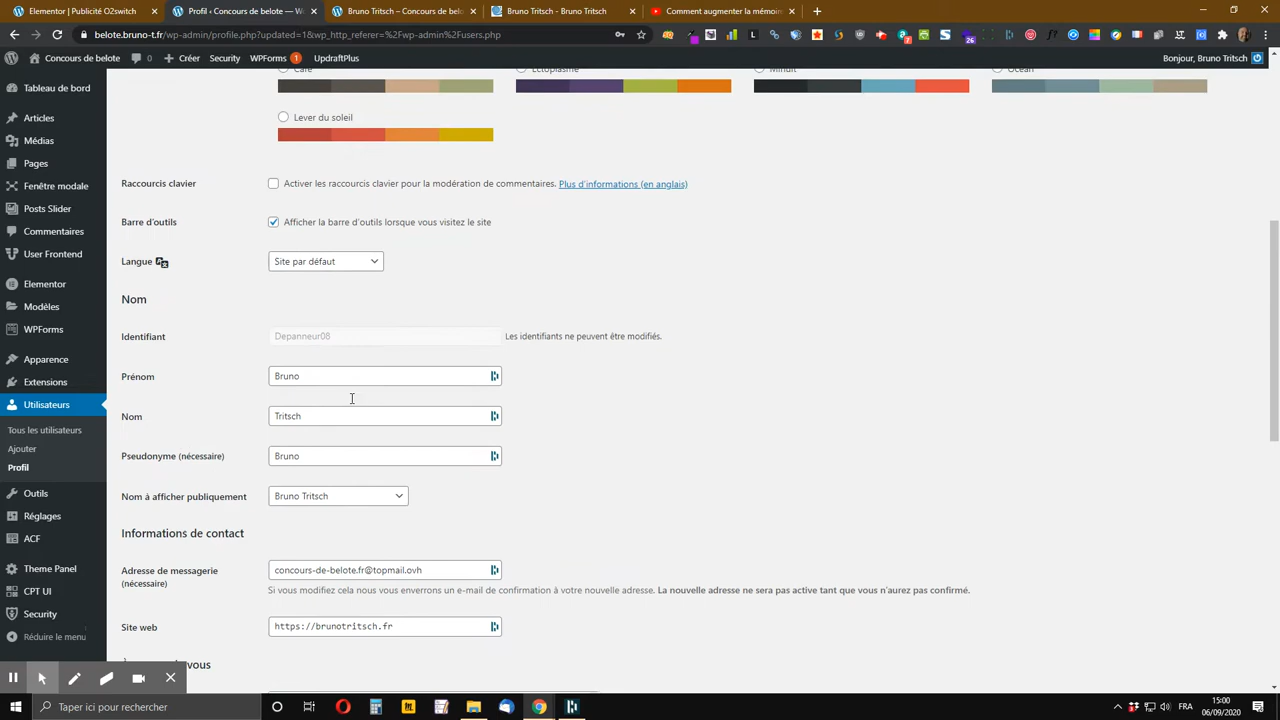 Elementor | Publicité O2switch
Profil ‹ Concours de belote — W
Bruno Tritsch – Concours de bel
Bruno Tritsch - Bruno Tritsch
Comment augmenter la mémoir
belote.bruno-t.fr/wp-admin/profile.php?updated=1&wp_http_referer=%2Fwp-admin%2Fusers.php
Concours de belote 0 Créer Security WPForms 1 UpdraftPlus Bonjour, Bruno Tritsch
Café Ectoplasme Minuit Océan
Lever du soleil
Tableau de bord
Articles
Médias
Pages
Fenêtre modale
Posts Slider
Commentaires
User Frontend
Elementor
Modèles
WPForms
Apparence
Extensions
Utilisateurs
Tous les utilisateurs
Ajouter
Profil
Outils
Réglages
ACF
Theme Panel
CPT UI
Security
Réduire le menu
Raccourcis clavier Activer les raccourcis clavier pour la modération de commentaires. Plus d'informations (en anglais)
Barre d'outils Afficher la barre d'outils lorsque vous visitez le site
Langue Site par défaut
Nom
Identifiant Depanneur08 Les identifiants ne peuvent être modifiés.
Prénom Bruno
Nom Tritsch
Pseudonyme (nécessaire) Bruno
Nom à afficher publiquement Bruno Tritsch
Informations de contact
Adresse de messagerie
(nécessaire)
concours-de-belote.fr@topmail.ovh
Si vous modifiez cela nous vous enverrons un e-mail de confirmation à votre nouvelle adresse. La nouvelle adresse ne sera pas active tant que vous n'aurez pas confirmé.
Site web https://brunotritsch.fr
vous
Taper ici pour rechercher
FRA
15:00
06/09/2020